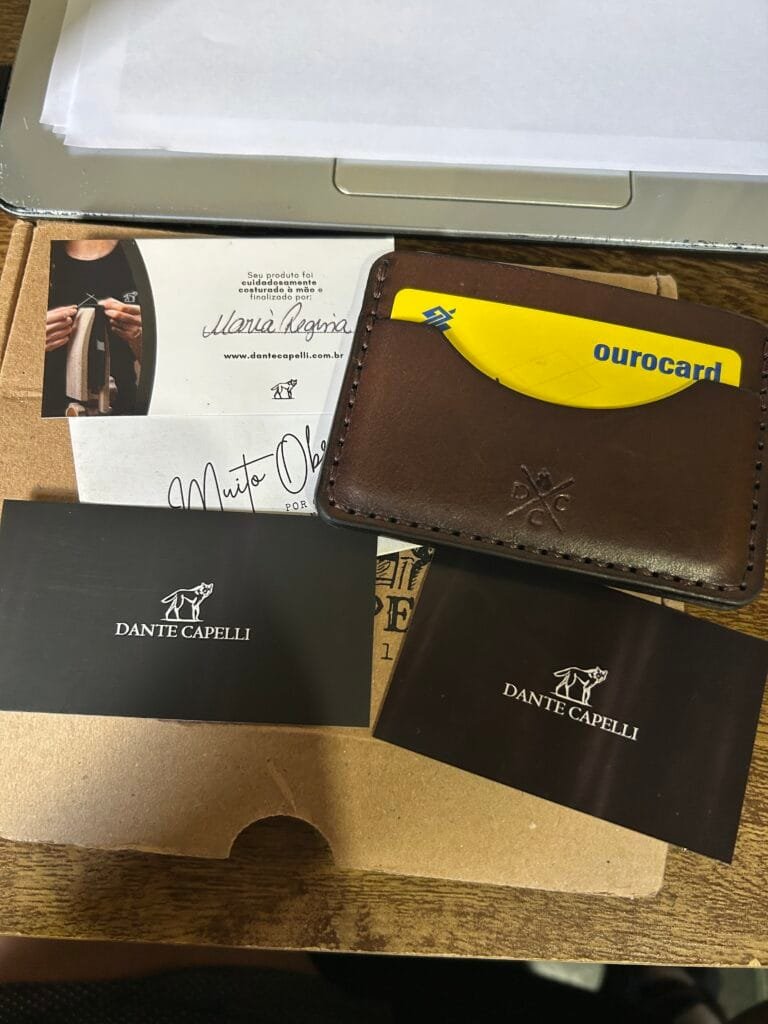 Seu produto foi
cuidadosamente
costurado à mão e
finalizado por:
Maria Regina
www.dantecapelli.com.br
ourocard
Muito
POR
D C
C
DANTE CAPELLI
DANTE CAPELLI